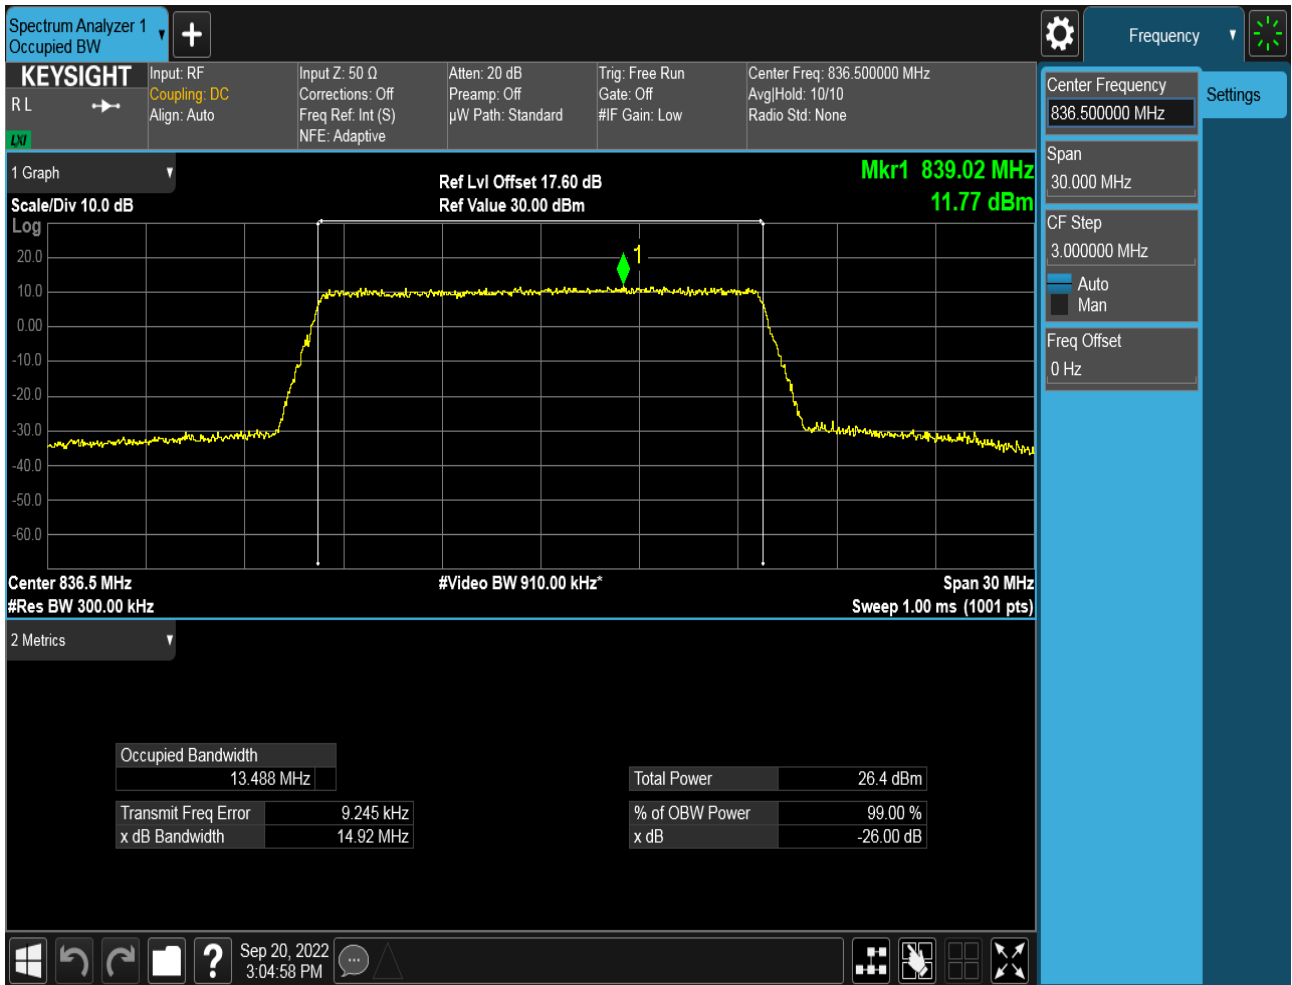 Spectrum Analyzer 1
Occupied BW
Frequency
KEYSIGHT
R L
LXI
Input: RF
Coupling: DC
Align: Auto
Input Z: 50 Ω
Corrections: Off
Freq Ref: Int (S)
NFE: Adaptive
Atten: 20 dB
Preamp: Off
µW Path: Standard
Trig: Free Run
Gate: Off
#IF Gain: Low
Center Freq: 836.500000 MHz
Avg|Hold: 10/10
Radio Std: None
Center Frequency
836.500000 MHz
Settings
Span
30.000 MHz
CF Step
3.000000 MHz
Auto
Man
Freq Offset
0 Hz
1 Graph
Scale/Div 10.0 dB
Ref Lvl Offset 17.60 dB
Ref Value 30.00 dBm
Mkr1 839.02 MHz
11.77 dBm
Log
1
20.0
10.0
0.00
-10.0
-20.0
-30.0
-40.0
-50.0
-60.0
Center 836.5 MHz
#Video BW 910.00 kHz*
Span 30 MHz
#Res BW 300.00 kHz
Sweep 1.00 ms (1001 pts)
2 Metrics
Occupied Bandwidth
13.488 MHz
Total Power 26.4 dBm
Transmit Freq Error 9.245 kHz
% of OBW Power 99.00 %
x dB Bandwidth 14.92 MHz
x dB -26.00 dB
?
Sep 20, 2022
3:04:58 PM